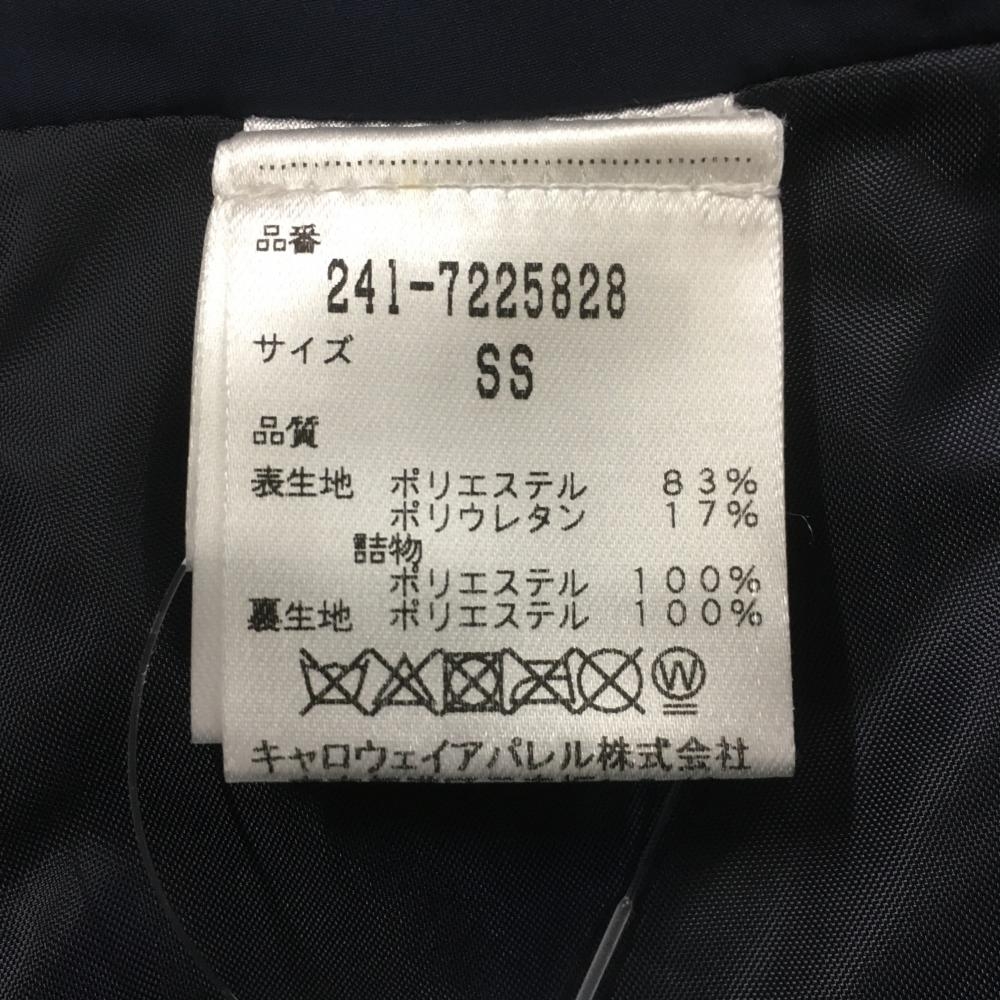 品番
241-7225828
サイズ SS
品質
表生地 ポリエステル 83%
ポリウレタン 17%
詰物
ポリエステル 100%
裏生地 ポリエステル 100%
W
キャロウェイアパレル株式会社